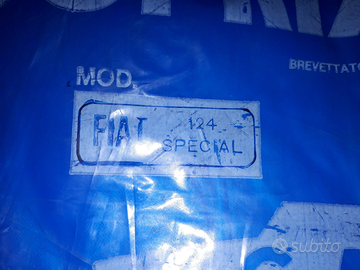 MOD.
BREVETTATO
FIAT 124
SPECIAL
subito